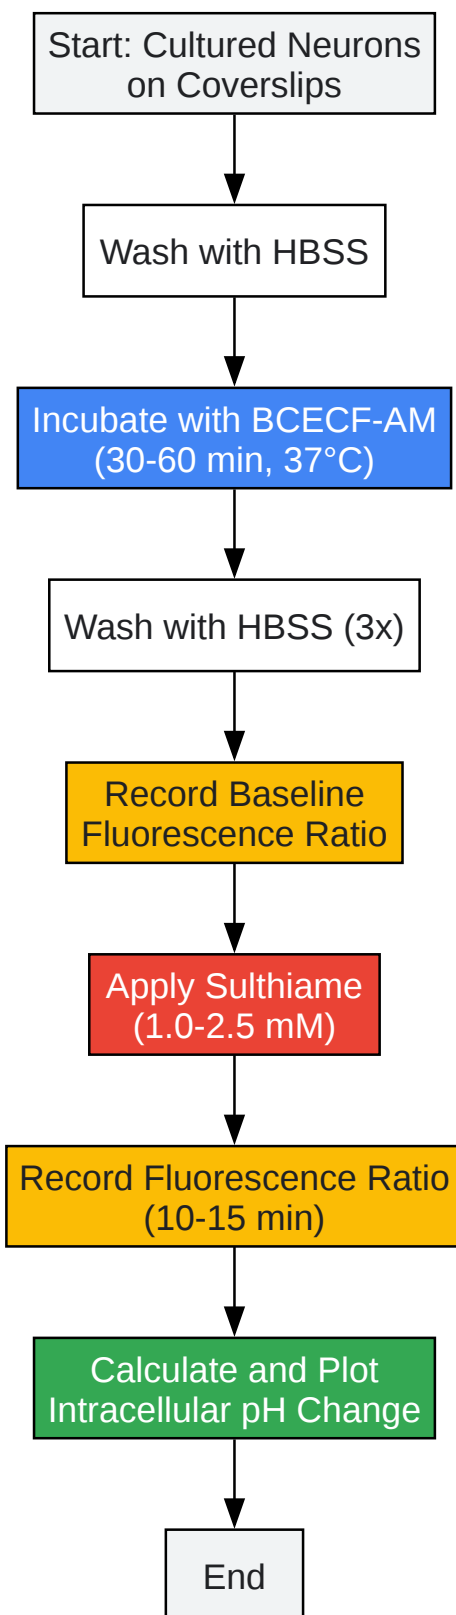 Start: Cultured Neurons
on Coverslips
Wash with HBSS
Incubate with BCECF-AM
(30-60 min, 37°C)
Wash with HBSS (3x)
Record Baseline
Fluorescence Ratio
Apply Sulthiame
(1.0-2.5 mM)
Record Fluorescence Ratio
(10-15 min)
Calculate and Plot
Intracellular pH Change
End